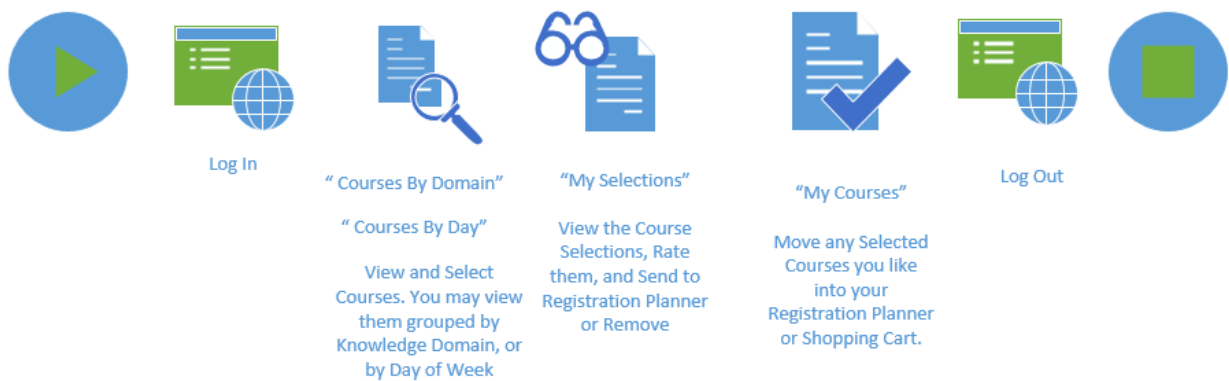 Log In
“ Courses By Domain”
“ Courses By Day”
View and Select
Courses. You may view
them grouped by
Knowledge Domain, or
by Day of Week
“My Selections”
View the Course
Selections, Rate
them, and Send to
Registration Planner
or Remove
“My Courses”
Move any Selected
Courses you like
into your
Registration Planner
or Shopping Cart.
Log Out